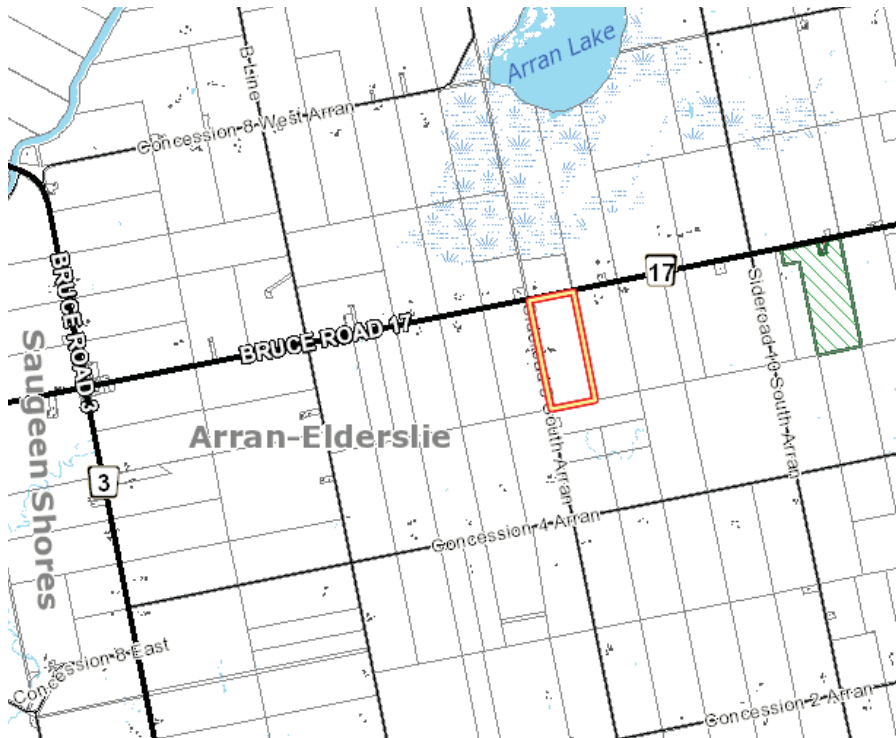 Arran Lake
B-Line
Concession 8 West Arran
BRUCE ROAD 3
17
BRUCE ROAD 17
Sideroad 10 South Arran
South Arran
Saugeen Shores
Arran-Elderslie
3
Concession 4 Arran
Concession 8 East
Concession 2 Arran